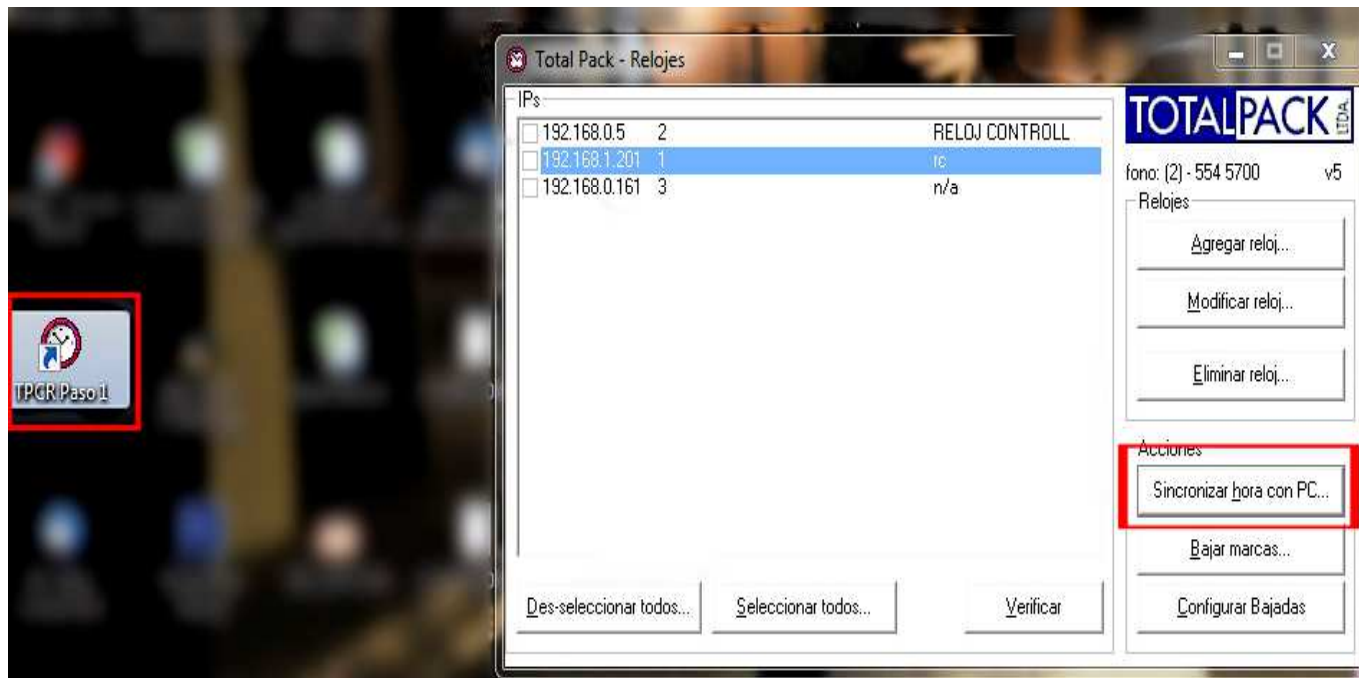 Total Pack - Relojes
IPs
192.168.0.5 2 RELOJ CONTROLL
192.168.1.201 1 rc
192.168.0.161 3 n/a
TOTALPACK LTDA.
fono: (2) - 554 5700 v5
Relojes
Agregar reloj...
Modificar reloj...
Eliminar reloj...
TPCR Paso 1
Acciones
Sincronizar hora con PC...
Bajar marcas...
Configurar Bajadas
Des-seleccionar todos...
Seleccionar todos...
Verificar